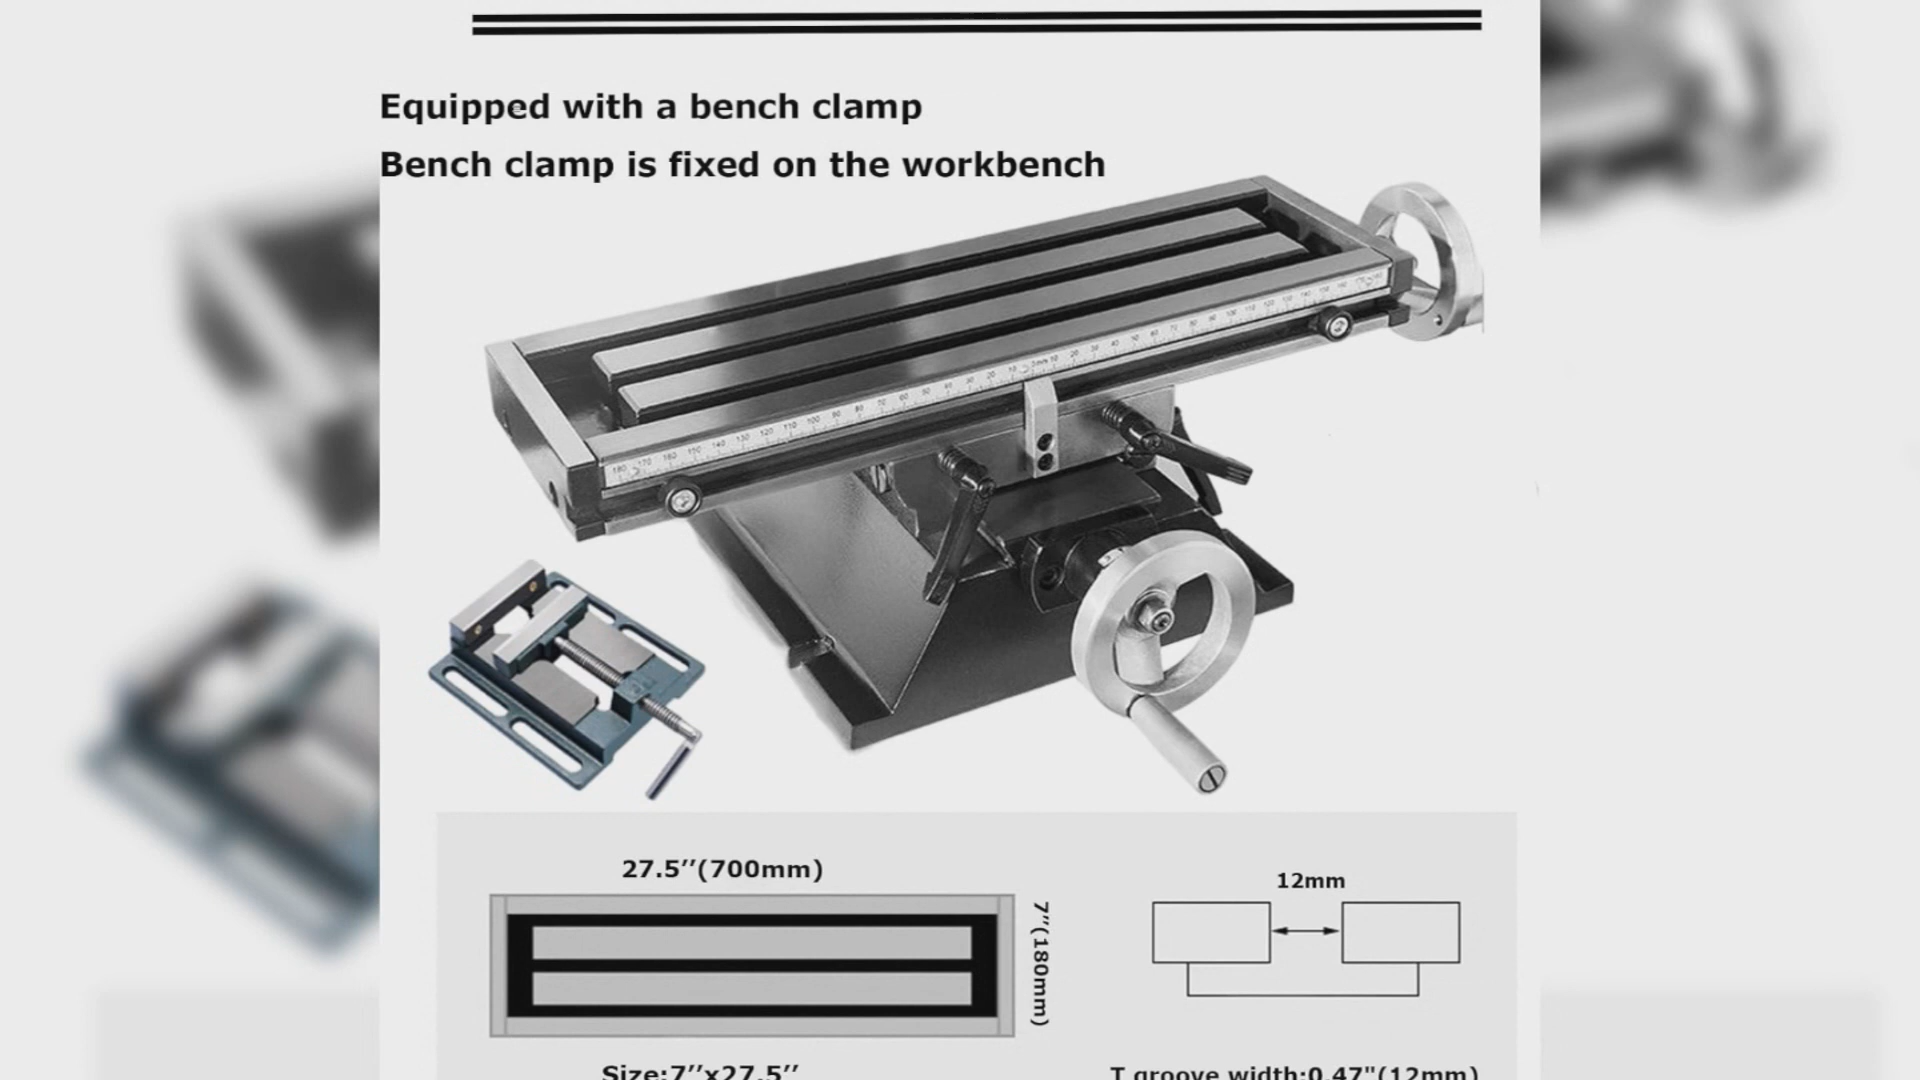 Equipped with a bench clamp
Bench clamp is fixed on the workbench
27.5’’(700mm)
7’’(180mm)
12mm
Size:7’’x27.5’’
T groove width:0.47"(12mm)